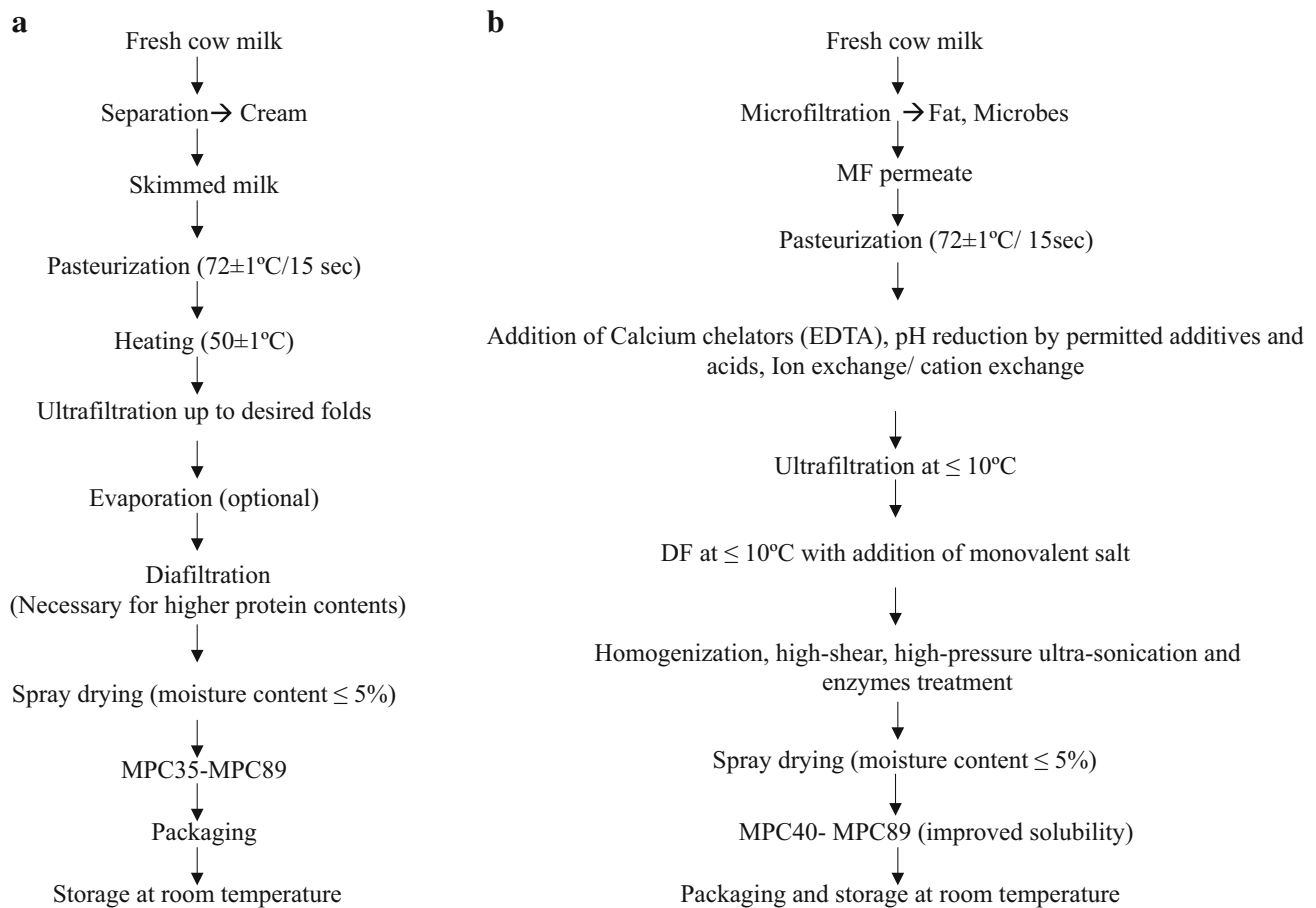 a
Fresh cow milk
Separation→ Cream
Skimmed milk
Pasteurization (72±1ºC/15 sec)
Heating (50±1ºC)
Ultrafiltration up to desired folds
Evaporation (optional)
Diafiltration
(Necessary for higher protein contents)
Spray drying (moisture content ≤ 5%)
MPC35-MPC89
Packaging
Storage at room temperature
b
Fresh cow milk
Microfiltration → Fat, Microbes
MF permeate
Pasteurization (72±1ºC/ 15sec)
Addition of Calcium chelators (EDTA), pH reduction by permitted additives and
acids, Ion exchange/ cation exchange
Ultrafiltration at ≤ 10ºC
DF at ≤ 10ºC with addition of monovalent salt
Homogenization, high-shear, high-pressure ultra-sonication and
enzymes treatment
Spray drying (moisture content ≤ 5%)
MPC40- MPC89 (improved solubility)
Packaging and storage at room temperature